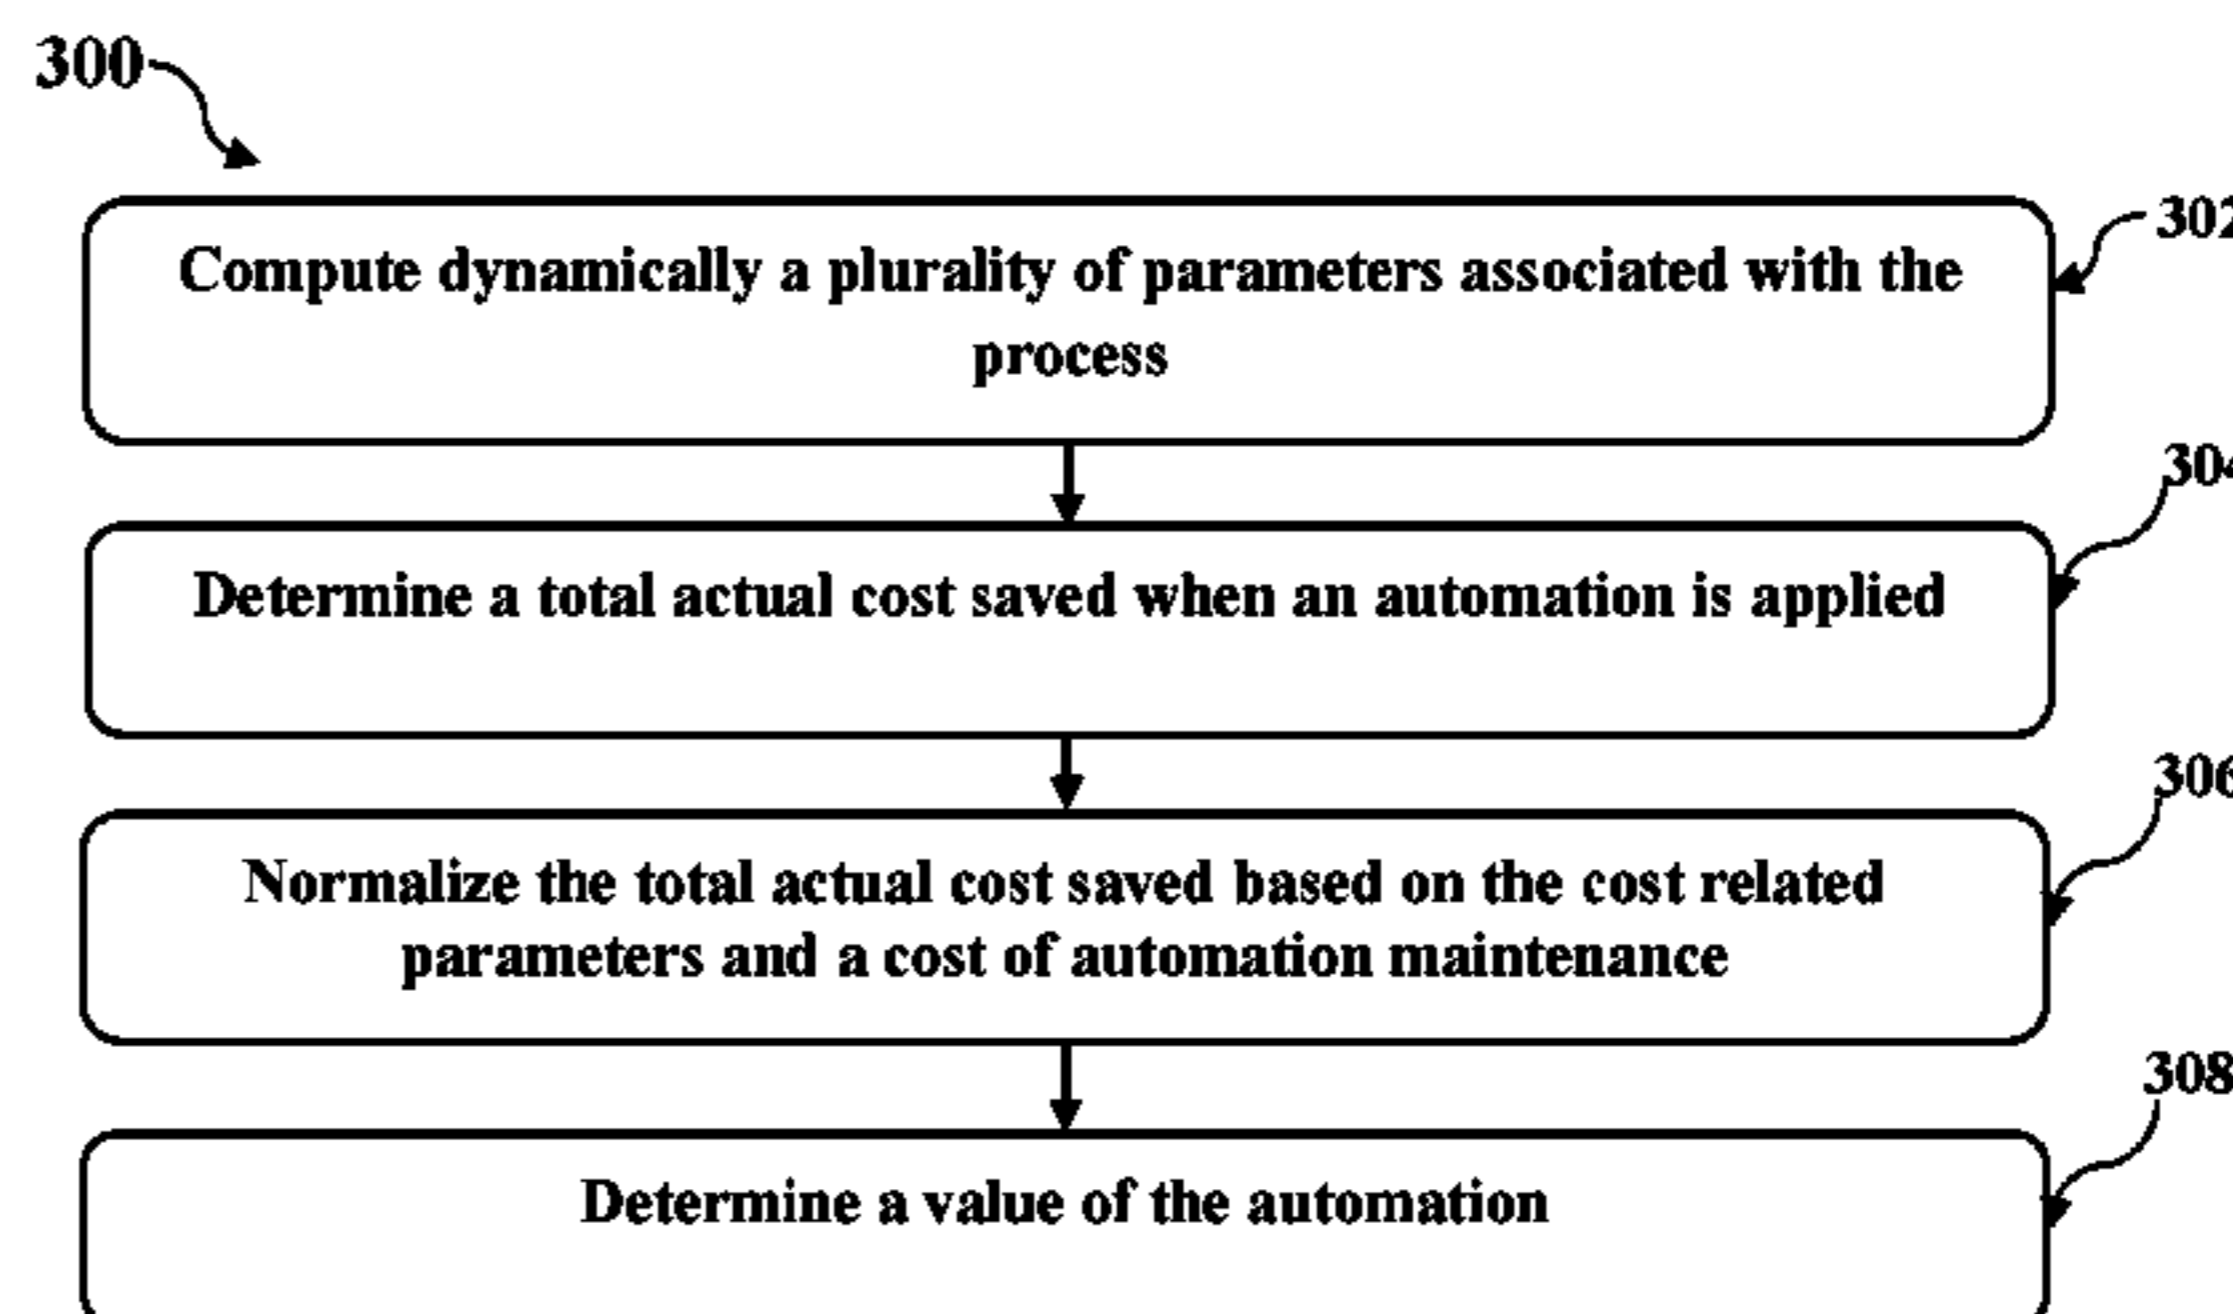 300
302
Compute dynamically a plurality of parameters associated with the
process
304
Determine a total actual cost saved when an automation is applied
306
Normalize the total actual cost saved based on the cost related
parameters and a cost of automation maintenance
308
Determine a value of the automation